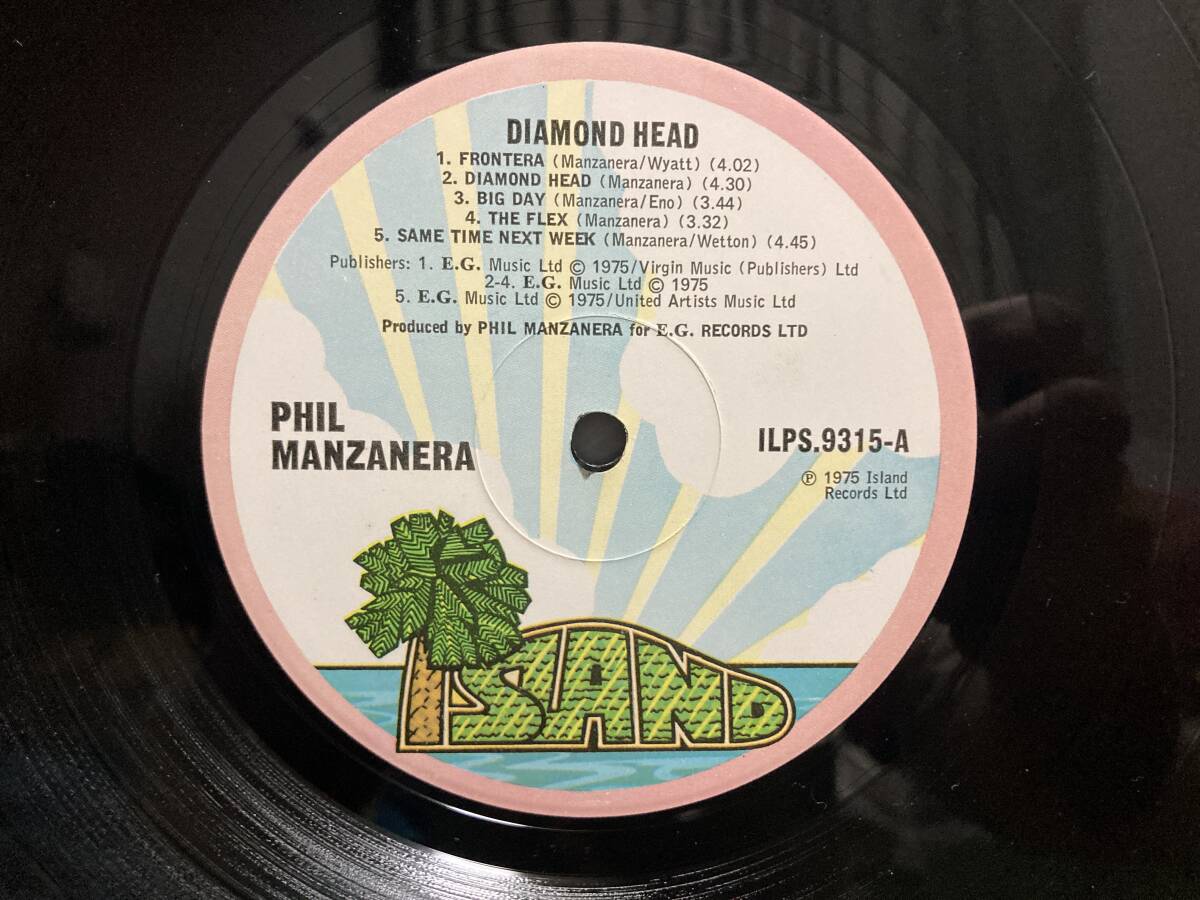 DIAMOND HEAD
1. FRONTERA (Manzanera/Wyatt) (4.02)
2. DIAMOND HEAD (Manzanera) (4.30)
3. BIG DAY (Manzanera/Eno) (3.44)
4. THE FLEX (Manzanera) (3.32)
5. SAME TIME NEXT WEEK (Manzanera/Wetton) (4.45)
Publishers: 1. E.G. Music Ltd © 1975/Virgin Music (Publishers) Ltd
2-4. E.G. Music Ltd © 1975
5. E.G. Music Ltd © 1975/United Artists Music Ltd
Produced by PHIL MANZANERA for E.G. RECORDS LTD
PHIL
MANZANERA
ILPS.9315-A
℗ 1975 Island
Records Ltd
ISLAND